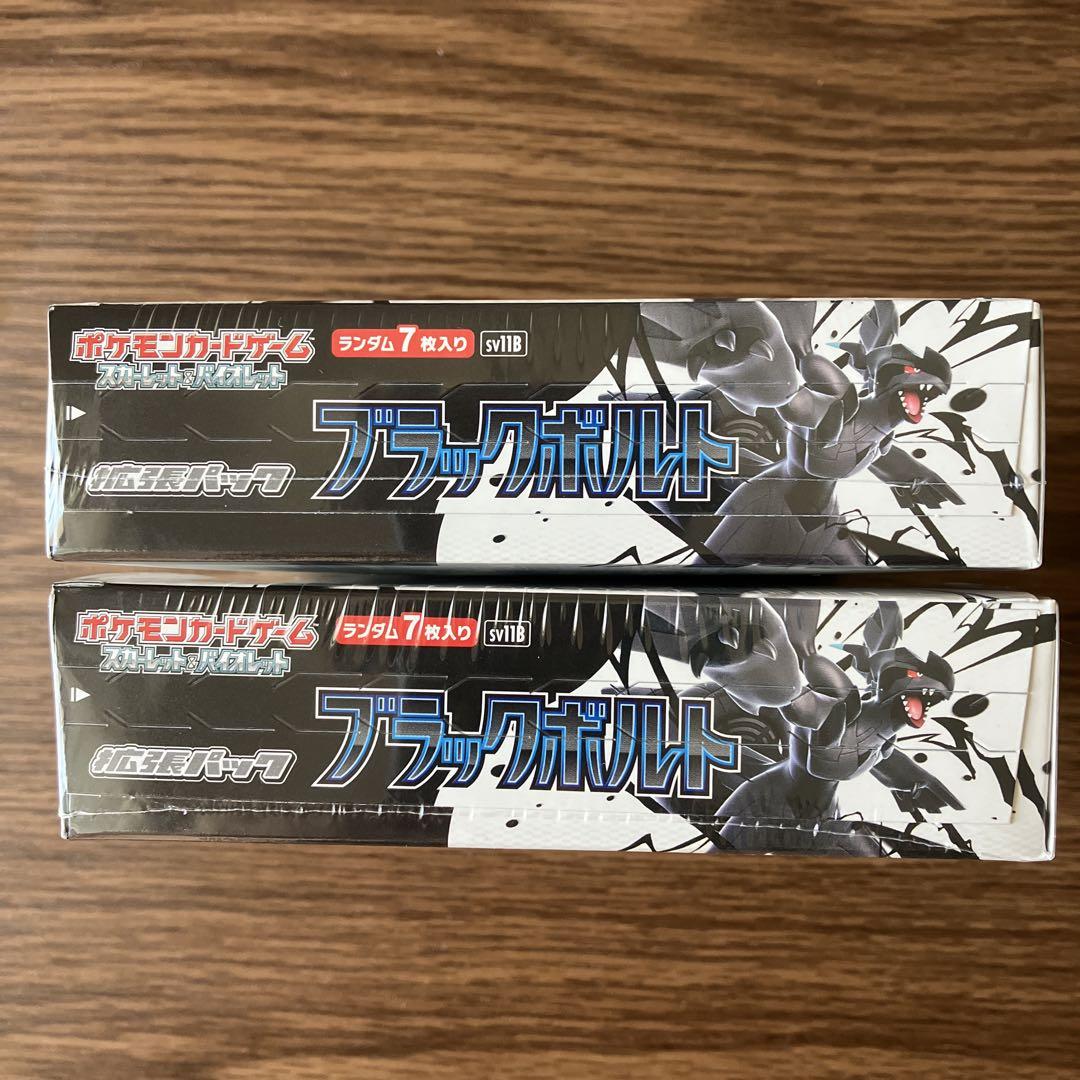 ポケモンカードゲーム
スカーレット&バイオレット
ランダム7枚入り
sv11B
拡張パック
ブラックボルト
ポケモンカードゲーム
スカーレット&バイオレット
ランダム7枚入り
sv11B
拡張パック
ブラックボルト